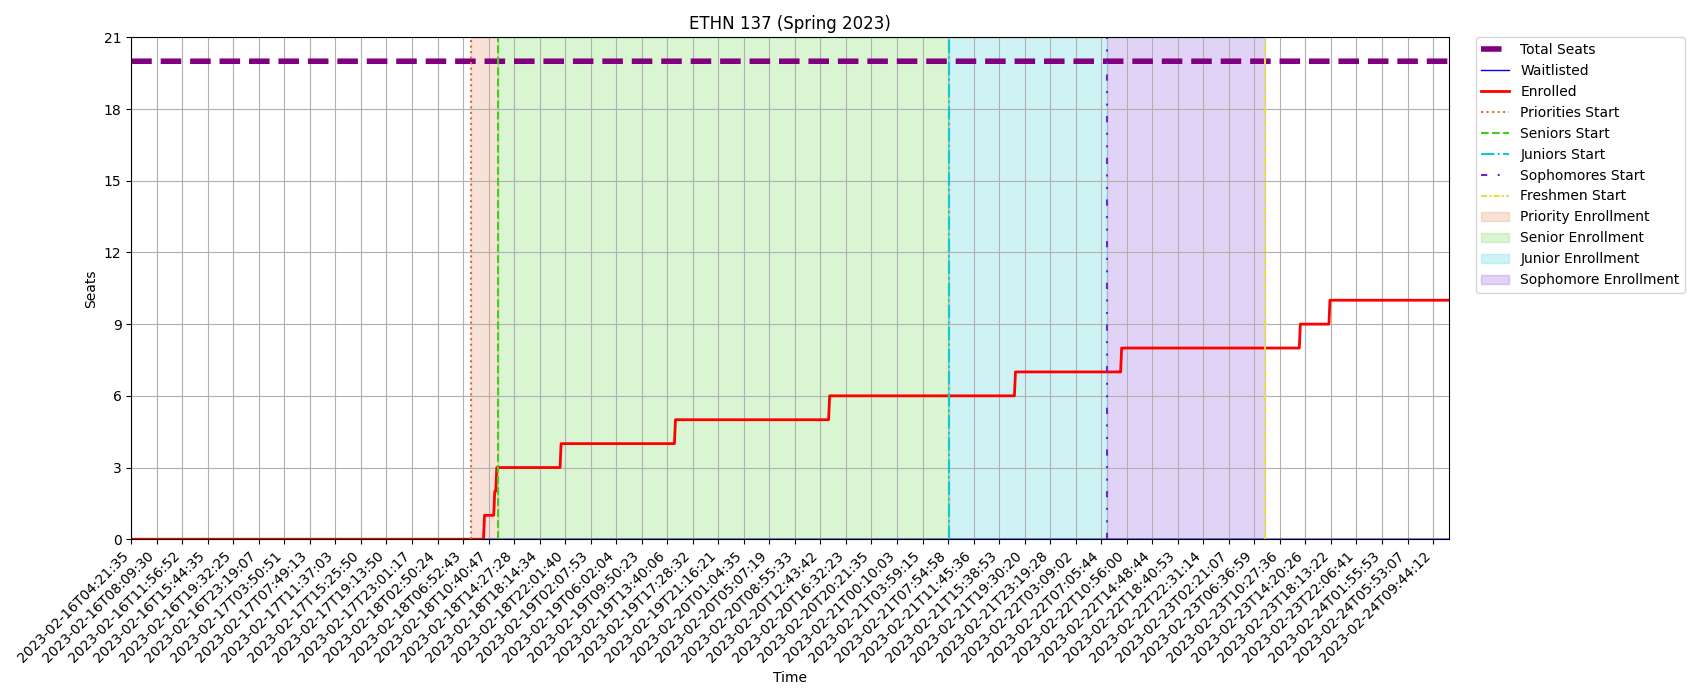 ETHN 137 (Spring 2023)
21
18
15
12
9
6
3
0
Seats
2023-02-16T04:21:35
2023-02-16T08:09:30
2023-02-16T11:56:52
2023-02-16T15:44:35
2023-02-16T19:32:25
2023-02-16T23:19:07
2023-02-17T03:50:51
2023-02-17T07:49:13
2023-02-17T11:37:03
2023-02-17T15:25:50
2023-02-17T19:13:50
2023-02-17T23:01:17
2023-02-18T02:50:24
2023-02-18T06:52:43
2023-02-18T10:40:47
2023-02-18T14:27:28
2023-02-18T18:14:34
2023-02-18T22:01:40
2023-02-19T02:07:53
2023-02-19T06:02:04
2023-02-19T09:50:23
2023-02-19T13:40:06
2023-02-19T17:28:32
2023-02-19T21:16:21
2023-02-20T01:04:35
2023-02-20T05:07:19
2023-02-20T08:55:33
2023-02-20T12:43:42
2023-02-20T16:32:23
2023-02-20T20:21:35
2023-02-21T00:10:03
2023-02-21T03:59:15
2023-02-21T07:54:58
2023-02-21T11:45:36
2023-02-21T15:38:53
2023-02-21T19:30:20
2023-02-21T23:19:28
2023-02-22T03:09:02
2023-02-22T07:05:44
2023-02-22T10:56:00
2023-02-22T14:48:44
2023-02-22T18:40:53
2023-02-22T22:31:14
2023-02-23T02:21:07
2023-02-23T06:36:59
2023-02-23T10:27:36
2023-02-23T14:20:26
2023-02-23T18:13:22
2023-02-23T22:06:41
2023-02-24T01:55:53
2023-02-24T05:53:07
2023-02-24T09:44:12
Time
Total Seats
Waitlisted
Enrolled
Priorities Start
Seniors Start
Juniors Start
Sophomores Start
Freshmen Start
Priority Enrollment
Senior Enrollment
Junior Enrollment
Sophomore Enrollment